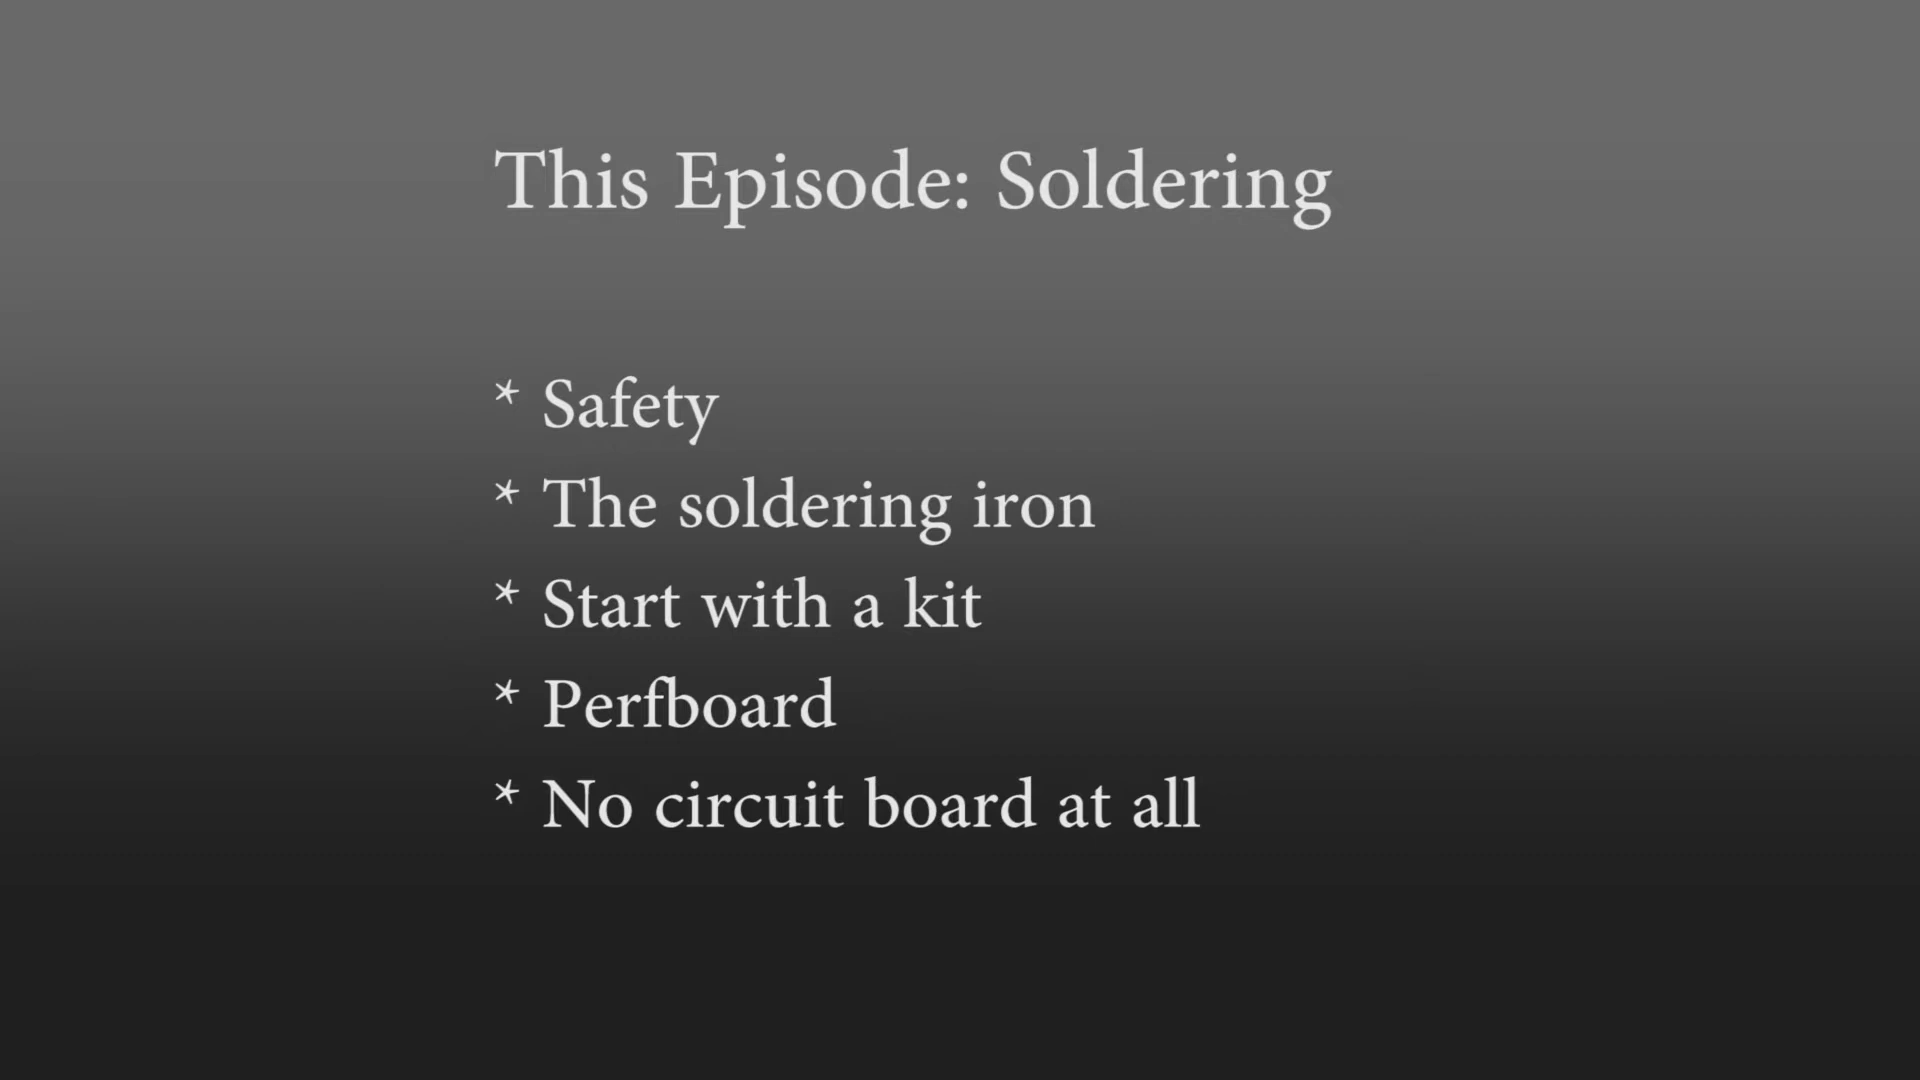 This Episode: Soldering
* Safety
* The soldering iron
* Start with a kit
* Perfboard
* No circuit board at all